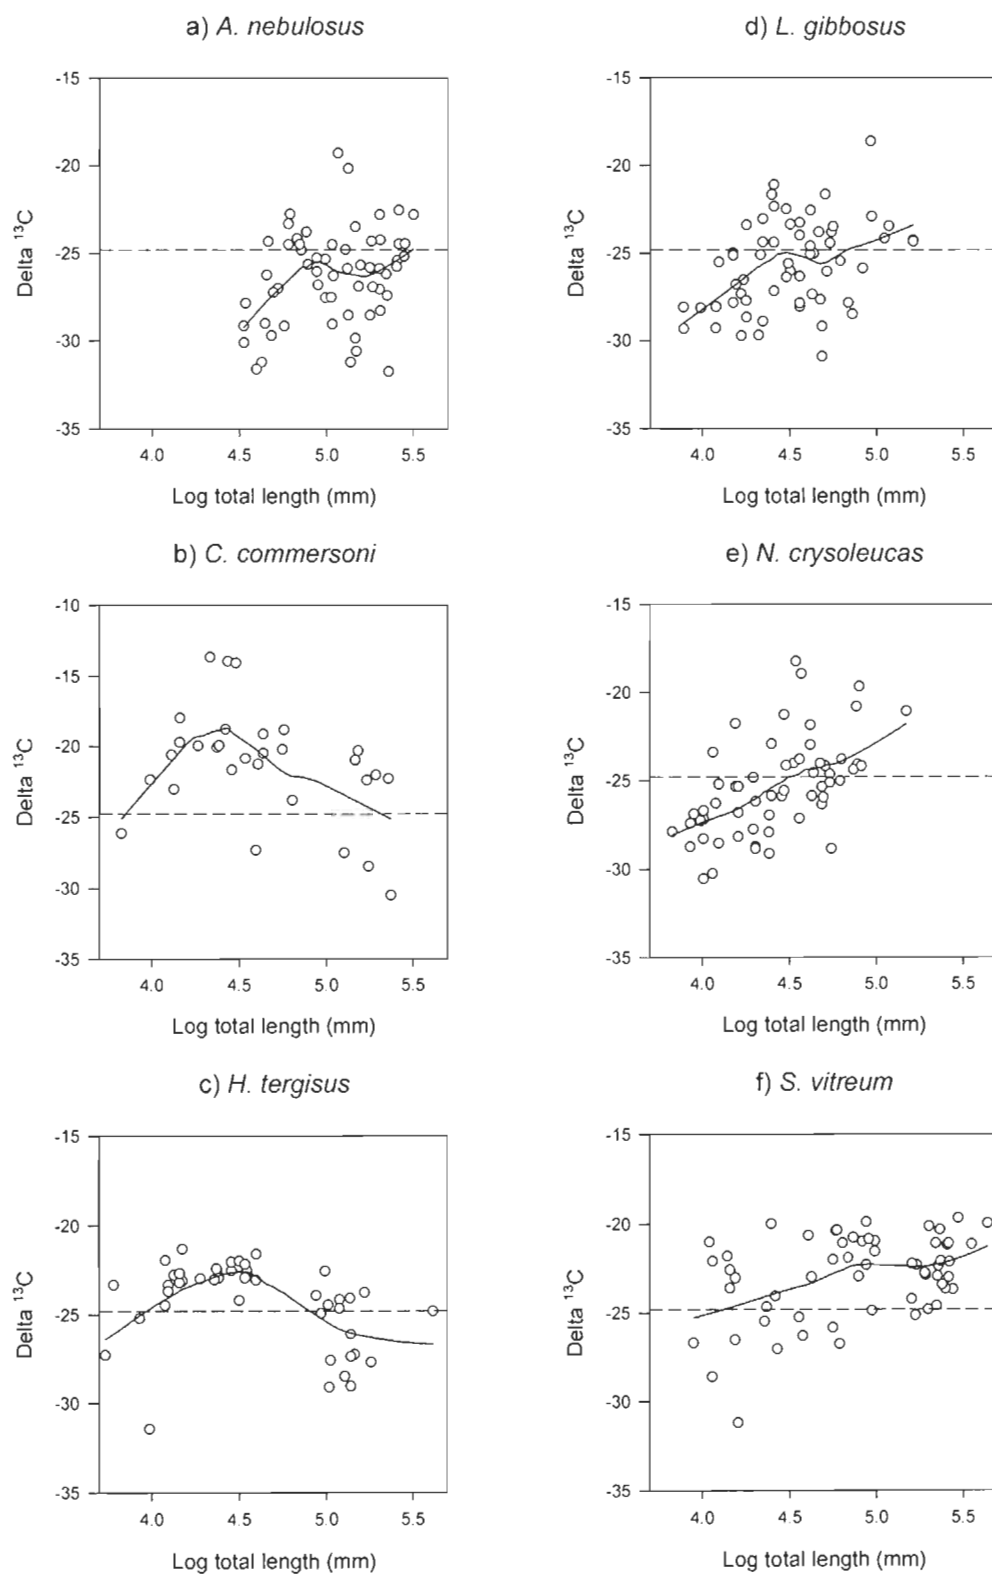 a) A. nebulosus
-15
-20
-25
-30
-35
Delta ¹³C
4.0 4.5 5.0 5.5
Log total length (mm)
b) C. commersoni
-10
-15
-20
-25
-30
-35
Delta ¹³C
4.0 4.5 5.0 5.5
Log total length (mm)
c) H. tergisus
-15
-20
-25
-30
-35
Delta ¹³C
4.0 4.5 5.0 5.5
Log total length (mm)
d) L. gibbosus
-15
-20
-25
-30
-35
Delta ¹³C
4.0 4.5 5.0 5.5
Log total length (mm)
e) N. crysoleucas
-15
-20
-25
-30
-35
Delta ¹³C
4.0 4.5 5.0 5.5
Log total length (mm)
f) S. vitreum
-15
-20
-25
-30
-35
Delta ¹³C
4.0 4.5 5.0 5.5
Log total length (mm)